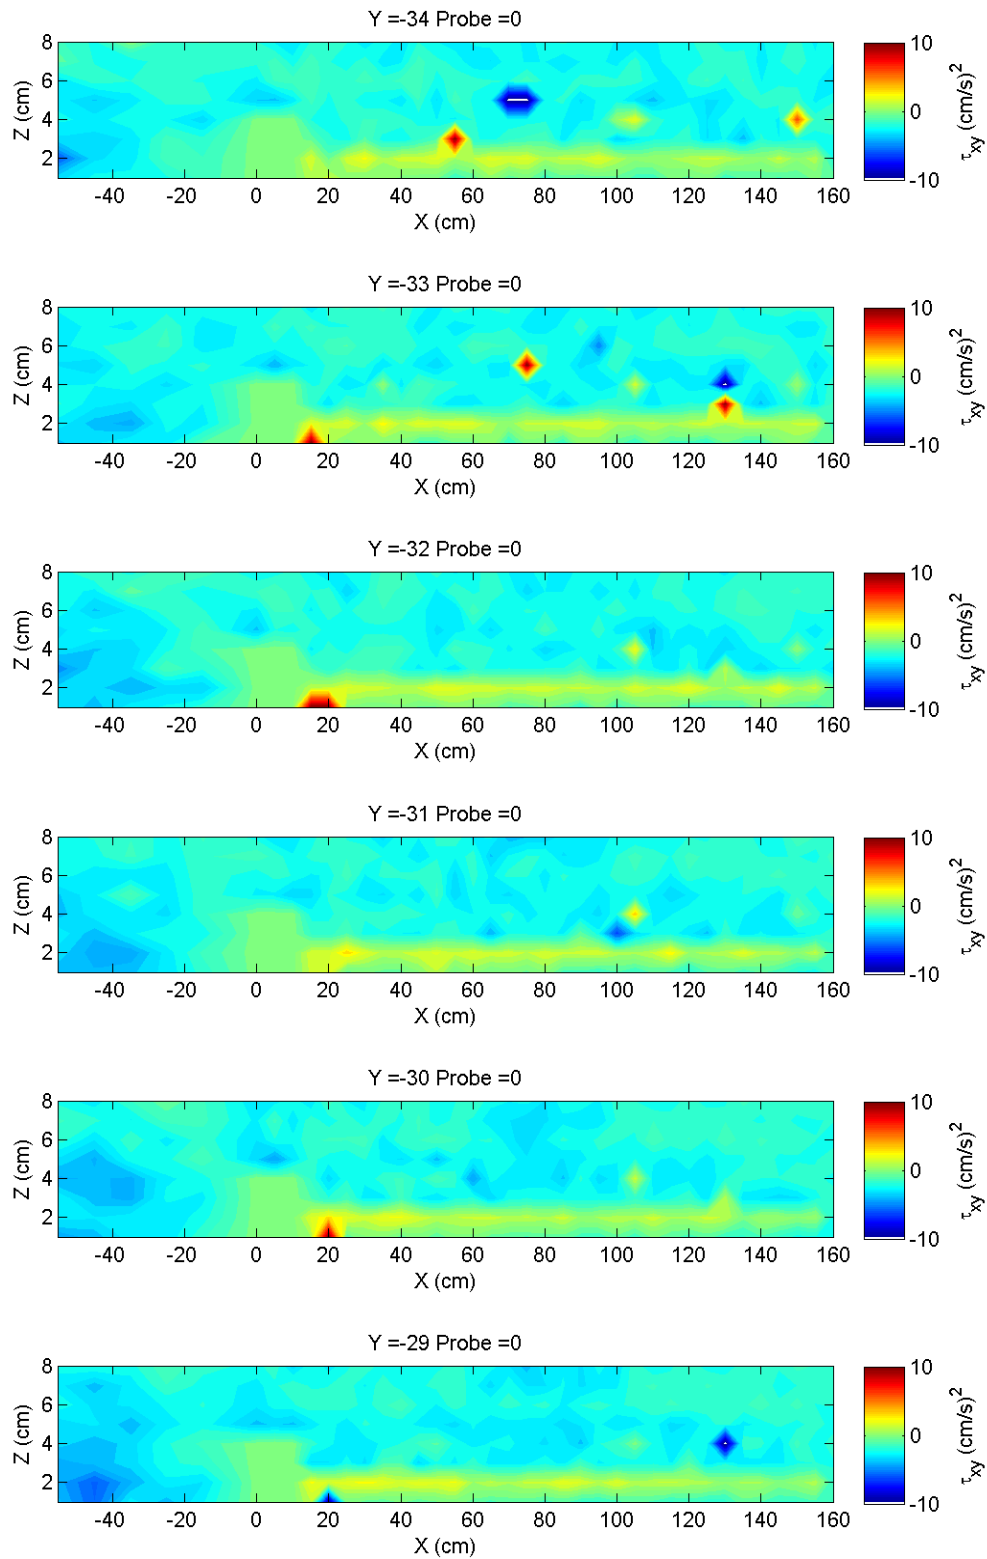 Y =-34 Probe =0
8
6
4
2
Z (cm)
-40 -20 0 20 40 60 80 100 120 140 160
X (cm)
10
0
-10
τxy (cm/s)2
Y =-33 Probe =0
8
6
4
2
Z (cm)
-40 -20 0 20 40 60 80 100 120 140 160
X (cm)
10
0
-10
τxy (cm/s)2
Y =-32 Probe =0
8
6
4
2
Z (cm)
-40 -20 0 20 40 60 80 100 120 140 160
X (cm)
10
0
-10
τxy (cm/s)2
Y =-31 Probe =0
8
6
4
2
Z (cm)
-40 -20 0 20 40 60 80 100 120 140 160
X (cm)
10
0
-10
τxy (cm/s)2
Y =-30 Probe =0
8
6
4
2
Z (cm)
-40 -20 0 20 40 60 80 100 120 140 160
X (cm)
10
0
-10
τxy (cm/s)2
Y =-29 Probe =0
8
6
4
2
Z (cm)
-40 -20 0 20 40 60 80 100 120 140 160
X (cm)
10
0
-10
τxy (cm/s)2